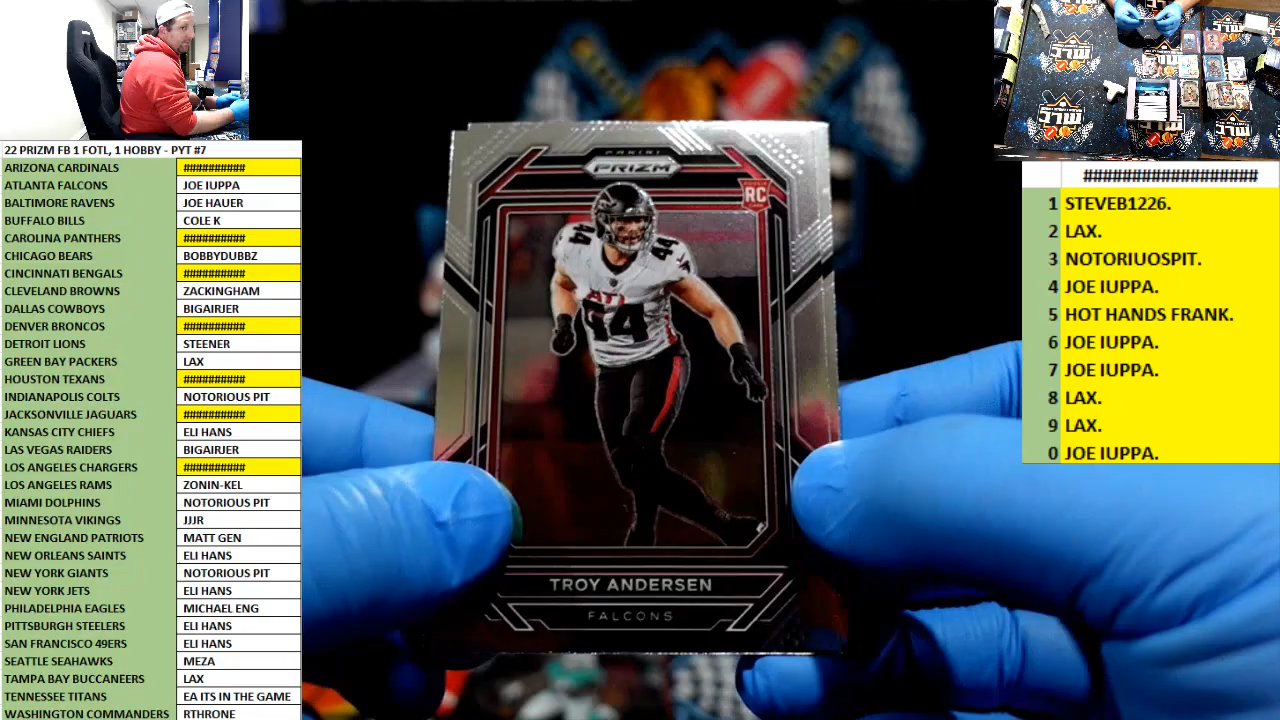 22 PRIZM FB 1 FOTL, 1 HOBBY - PYT #7
ARIZONA CARDINALS ##########
ATLANTA FALCONS JOE IUPPA
BALTIMORE RAVENS JOE HAUER
BUFFALO BILLS COLE K
CAROLINA PANTHERS ##########
CHICAGO BEARS BOBBYDUBBZ
CINCINNATI BENGALS ##########
CLEVELAND BROWNS ZACKINGHAM
DALLAS COWBOYS BIGAIRJER
DENVER BRONCOS ##########
DETROIT LIONS STEENER
GREEN BAY PACKERS LAX
HOUSTON TEXANS ##########
INDIANAPOLIS COLTS NOTORIOUS PIT
JACKSONVILLE JAGUARS ##########
KANSAS CITY CHIEFS ELI HANS
LAS VEGAS RAIDERS BIGAIRJER
LOS ANGELES CHARGERS ##########
LOS ANGELES RAMS ZONIN-KEL
MIAMI DOLPHINS NOTORIOUS PIT
MINNESOTA VIKINGS JJJR
NEW ENGLAND PATRIOTS MATT GEN
NEW ORLEANS SAINTS ELI HANS
NEW YORK GIANTS NOTORIOUS PIT
NEW YORK JETS ELI HANS
PHILADELPHIA EAGLES MICHAEL ENG
PITTSBURGH STEELERS ELI HANS
SAN FRANCISCO 49ERS ELI HANS
SEATTLE SEAHAWKS MEZA
TAMPA BAY BUCCANEERS LAX
TENNESSEE TITANS EA ITS IN THE GAME
WASHINGTON COMMANDERS RTHRONE
PANINI
PRIZM
ROOKIE
RC
CARD
44 44
ATL
44
TROY ANDERSEN
FALCONS
##################
1 STEVEB1226.
2 LAX.
3 NOTORIUOSPIT.
4 JOE IUPPA.
5 HOT HANDS FRANK.
6 JOE IUPPA.
7 JOE IUPPA.
8 LAX.
9 LAX.
0 JOE IUPPA.